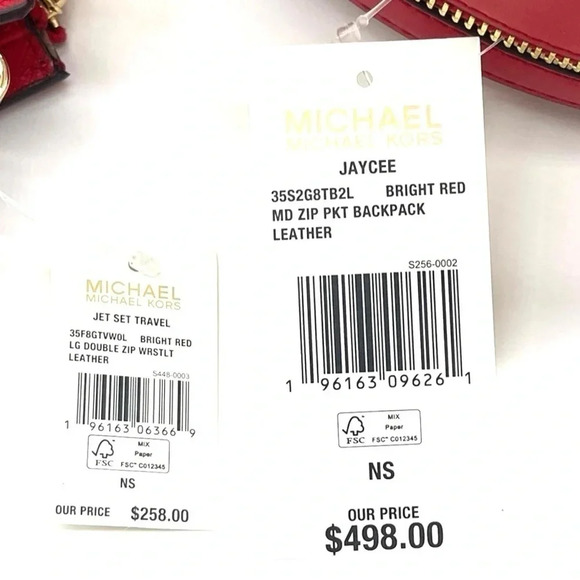 MICHAEL
MICHAEL KORS
JAYCEE
35S2G8TB2L BRIGHT RED
MD ZIP PKT BACKPACK
LEATHER
S256-0002
1 96163 09626 1
FSC
MIX
Paper
FSC™ C012345
NS
OUR PRICE
$498.00
MICHAEL
MICHAEL KORS
JET SET TRAVEL
35F8GTVW0L BRIGHT RED
LG DOUBLE ZIP WRSTLT
LEATHER
S448-0003
1 96163 06366 9
FSC
MIX
Paper
FSC™ C012345
NS
OUR PRICE $258.00